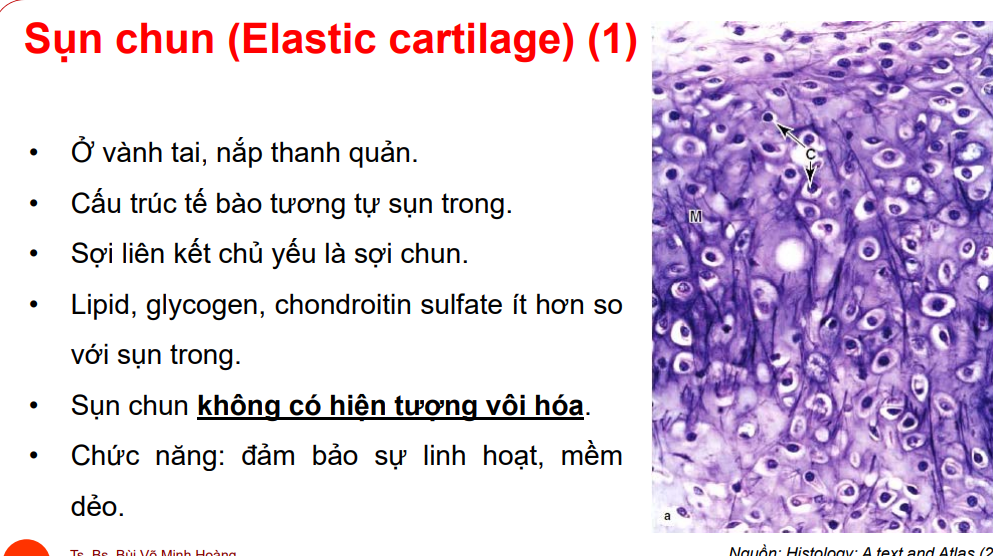 Sụn chun (Elastic cartilage) (1)
• Ở vành tai, nắp thanh quản.
• Cấu trúc tế bào tương tự sụn trong.
• Sợi liên kết chủ yếu là sợi chun.
• Lipid, glycogen, chondroitin sulfate ít hơn so
với sụn trong.
• Sụn chun không có hiện tượng vôi hóa.
• Chức năng: đảm bảo sự linh hoạt, mềm
dẻo.
C
M
a
Ts. Bs. Bùi Võ Minh Hoàng
Nguồn: Histology: A text and Atlas (2